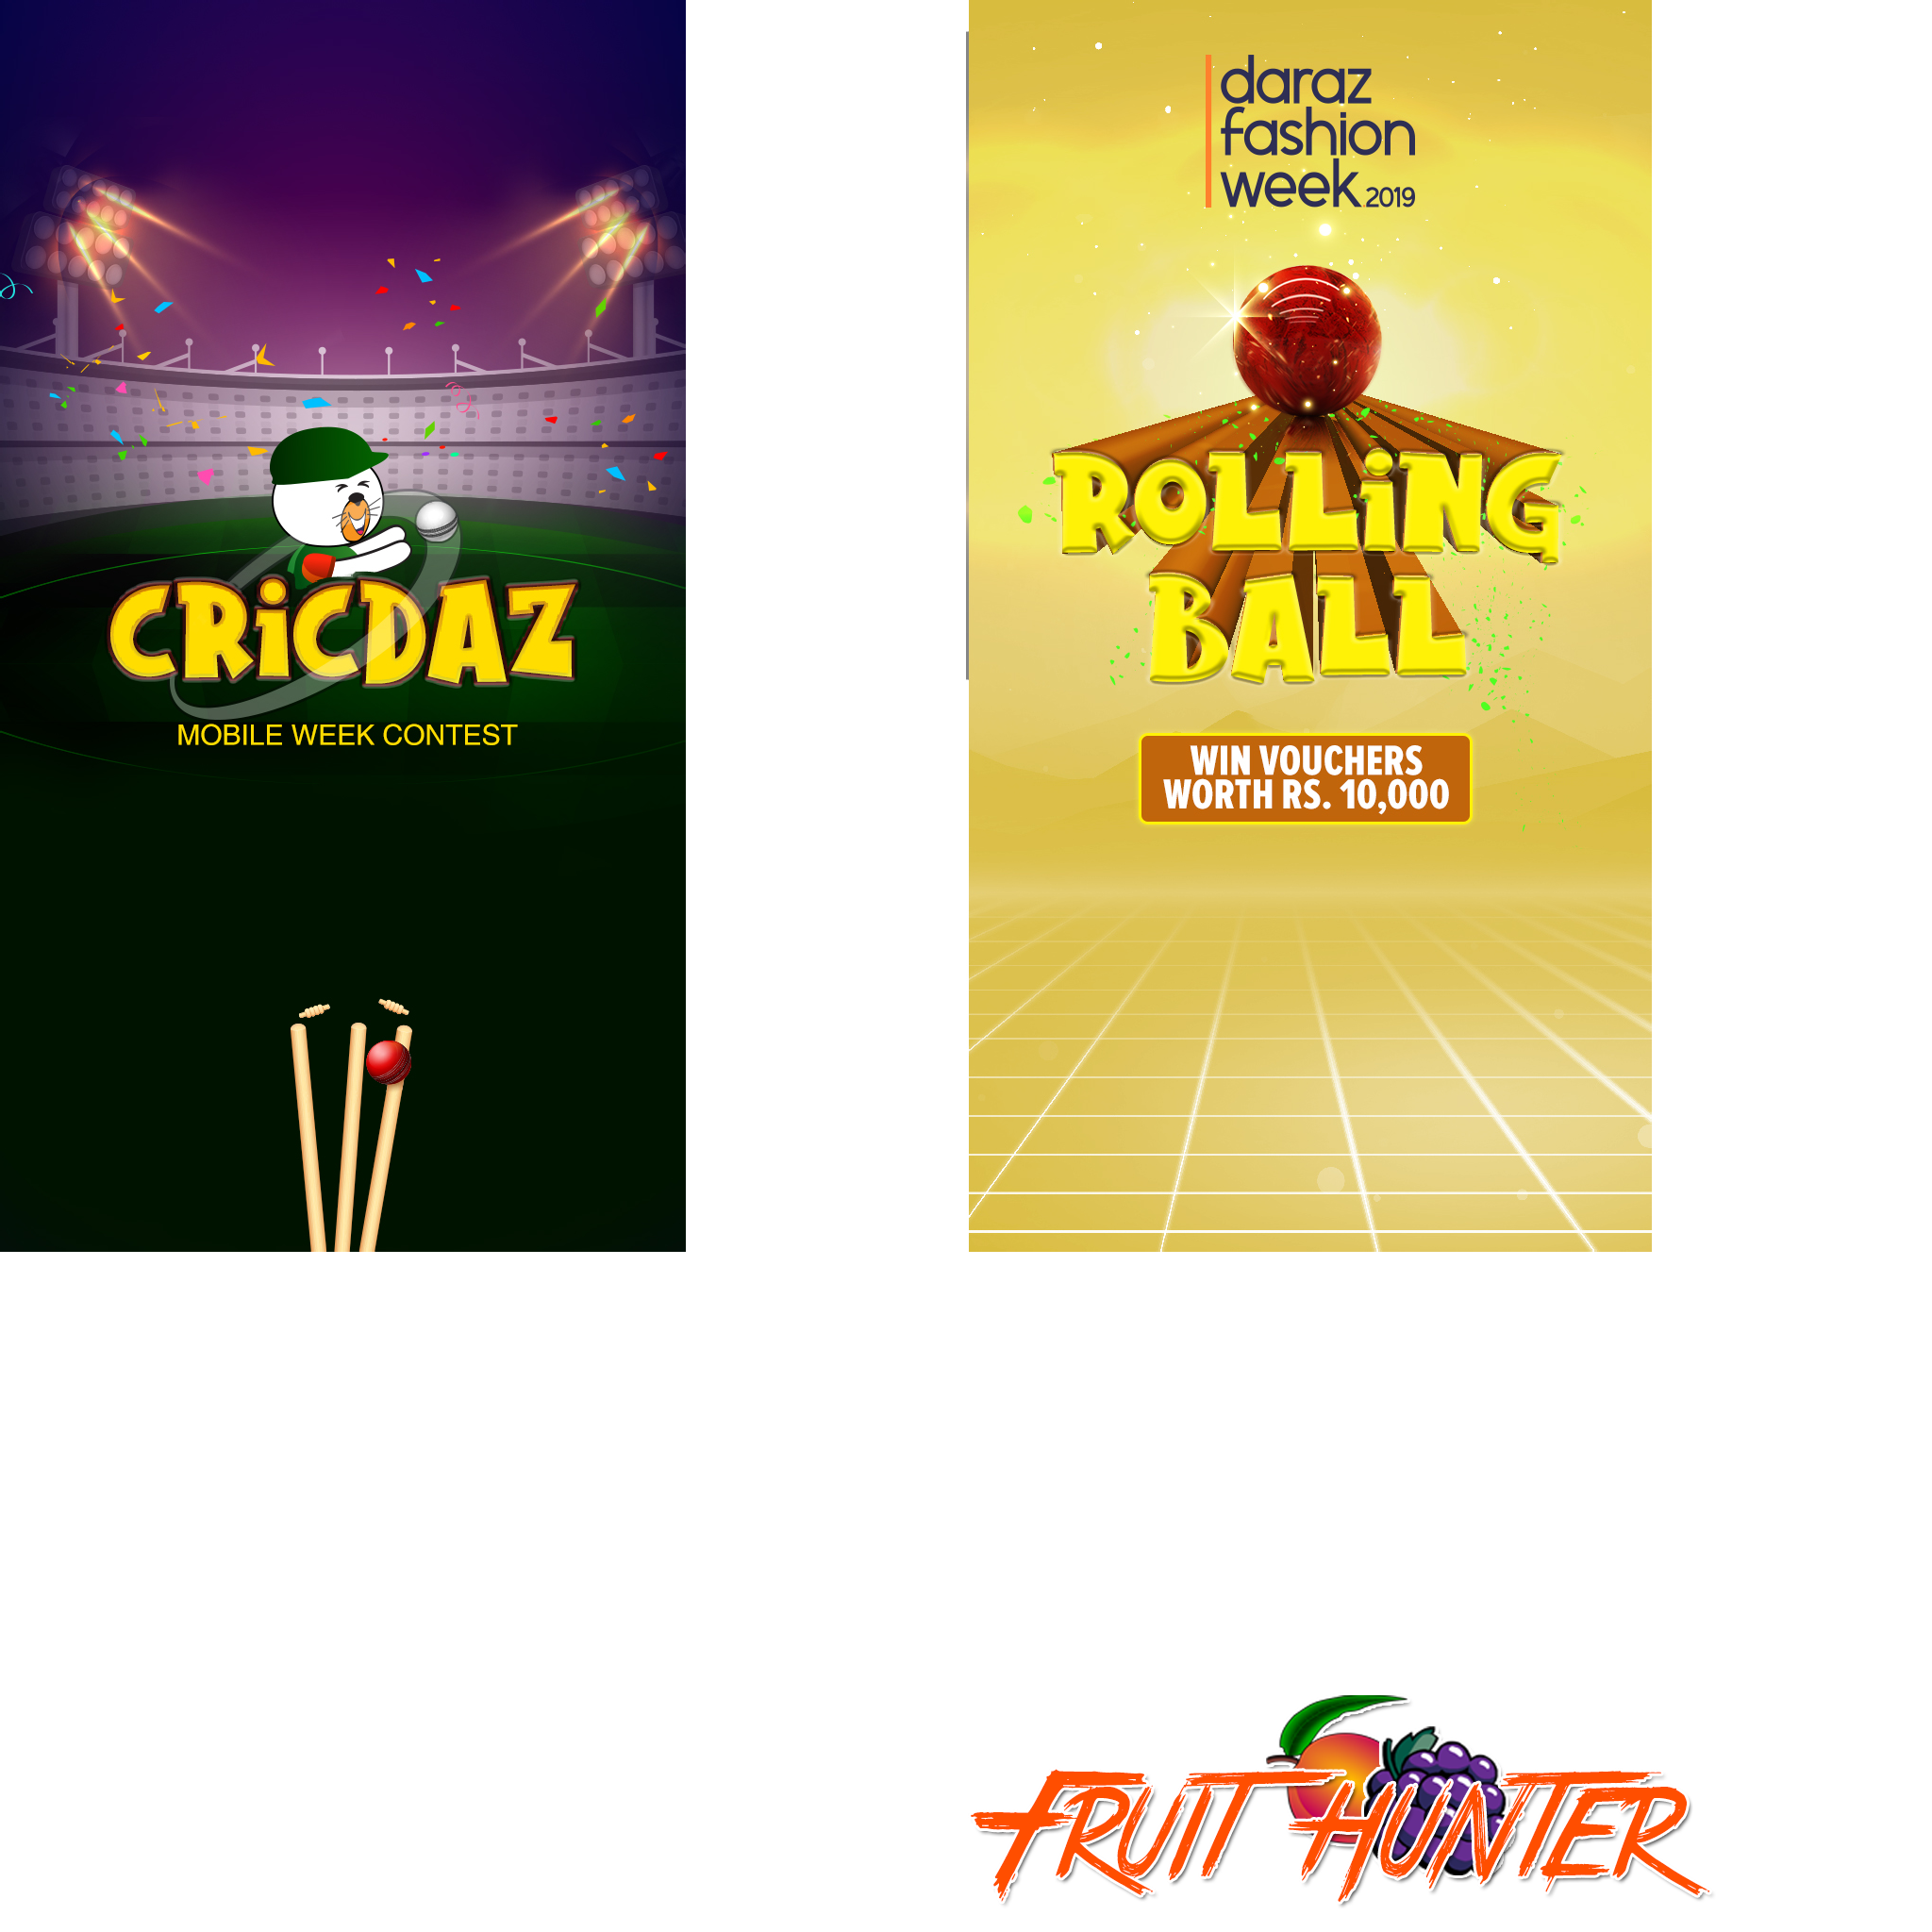 CRiCDAZ
MOBILE WEEK CONTEST
daraz
fashion
week 2019
ROLLiNG
BALL
WIN VOUCHERS
WORTH RS. 10,000
FRUIT HUNTER